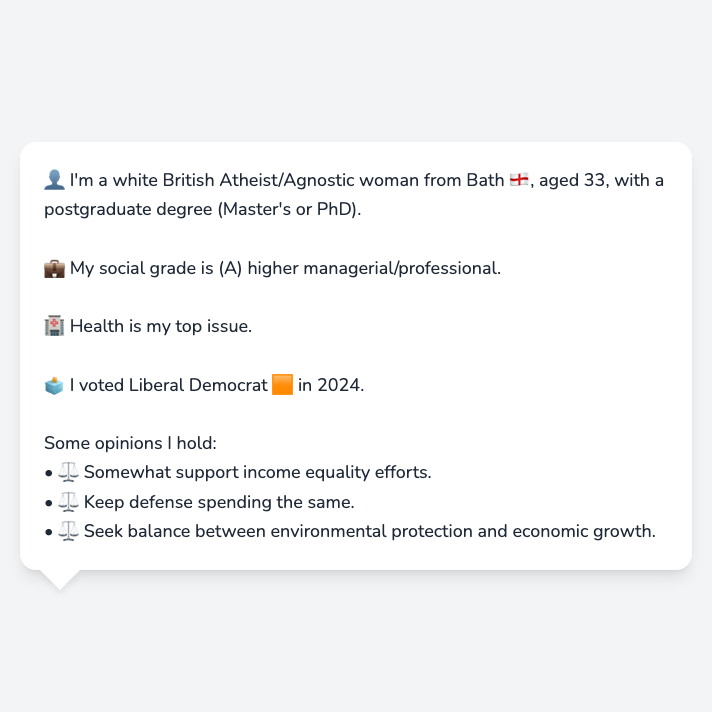 👤 I'm a white British Atheist/Agnostic woman from Bath 🏴󠁧󠁢󠁥󠁮󠁧󠁿, aged 33, with a
postgraduate degree (Master's or PhD).
💼 My social grade is (A) higher managerial/professional.
🏥 Health is my top issue.
🗳️ I voted Liberal Democrat 🟧 in 2024.
Some opinions I hold:
• ⚖️ Somewhat support income equality efforts.
• ⚖️ Keep defense spending the same.
• ⚖️ Seek balance between environmental protection and economic growth.